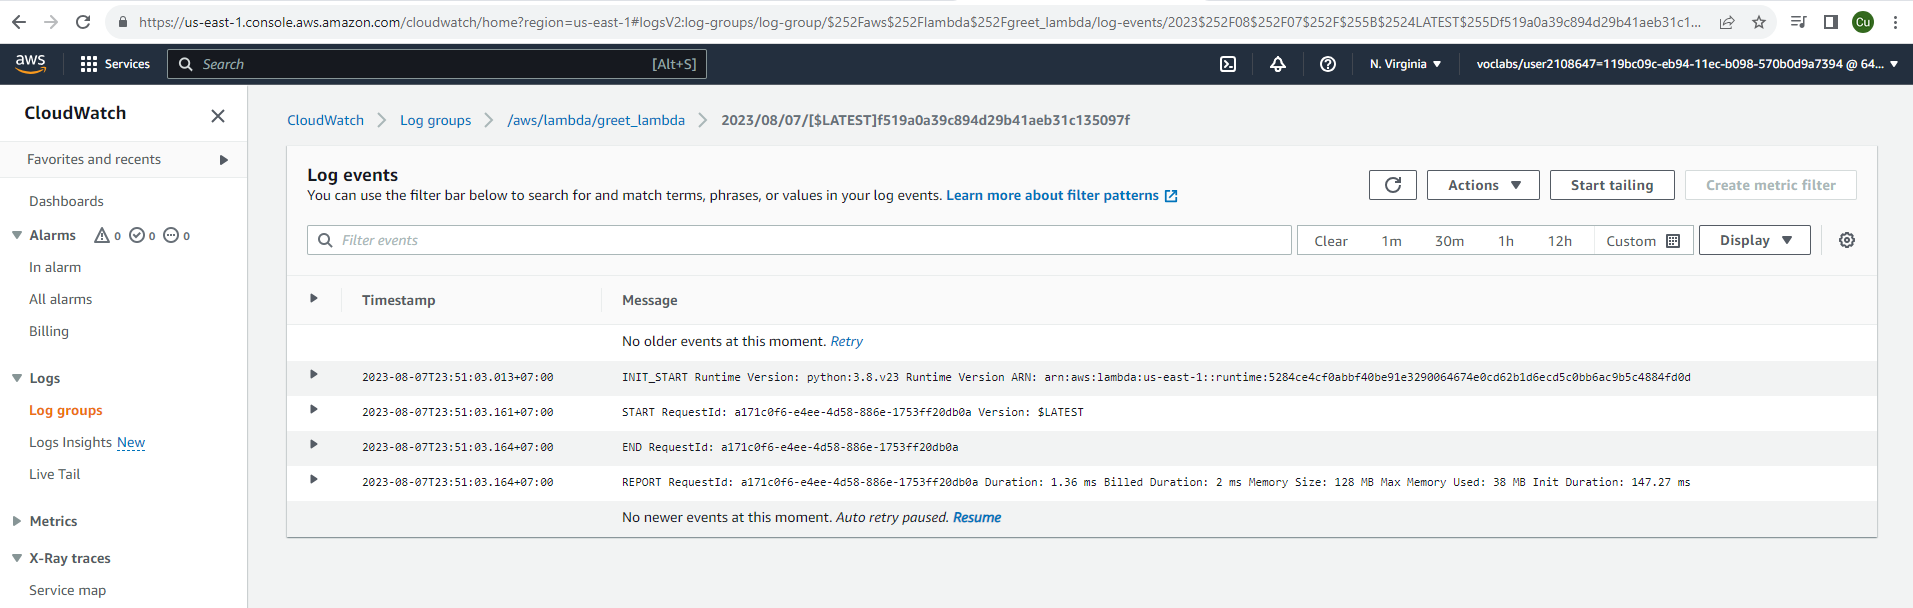 https://us-east-1.console.aws.amazon.com/cloudwatch/home?region=us-east-1#logsV2:log-groups/log-group/$252Faws$252Flambda$252Fgreet_lambda/log-events/2023$252F08$252F07$252F$255B$2524LATEST$255Df519a0a39c894d29b41aeb31c1...
Cu
aws
Services
Search [Alt+S]
N. Virginia
voclabs/user2108647=119bc09c-eb94-11ec-b098-570b0d9a7394 @ 64...
CloudWatch
Favorites and recents
Dashboards
Alarms 0 0 0
In alarm
All alarms
Billing
Logs
Log groups
Logs Insights New
Live Tail
Metrics
X-Ray traces
Service map
CloudWatch Log groups /aws/lambda/greet_lambda 2023/08/07/[$LATEST]f519a0a39c894d29b41aeb31c135097f
Log events
You can use the filter bar below to search for and match terms, phrases, or values in your log events. Learn more about filter patterns
Actions
Start tailing
Create metric filter
Filter events
Clear 1m 30m 1h 12h Custom
Display
Timestamp Message
No older events at this moment. Retry
2023-08-07T23:51:03.013+07:00 INIT_START Runtime Version: python:3.8.v23 Runtime Version ARN: arn:aws:lambda:us-east-1::runtime:5284ce4cf0abbf40be91e3290064674e0cd62b1d6ecd5c0bb6ac9b5c4884fd0d
2023-08-07T23:51:03.161+07:00 START RequestId: a171c0f6-e4ee-4d58-886e-1753ff20db0a Version: $LATEST
2023-08-07T23:51:03.164+07:00 END RequestId: a171c0f6-e4ee-4d58-886e-1753ff20db0a
2023-08-07T23:51:03.164+07:00 REPORT RequestId: a171c0f6-e4ee-4d58-886e-1753ff20db0a Duration: 1.36 ms Billed Duration: 2 ms Memory Size: 128 MB Max Memory Used: 38 MB Init Duration: 147.27 ms
No newer events at this moment. Auto retry paused. Resume